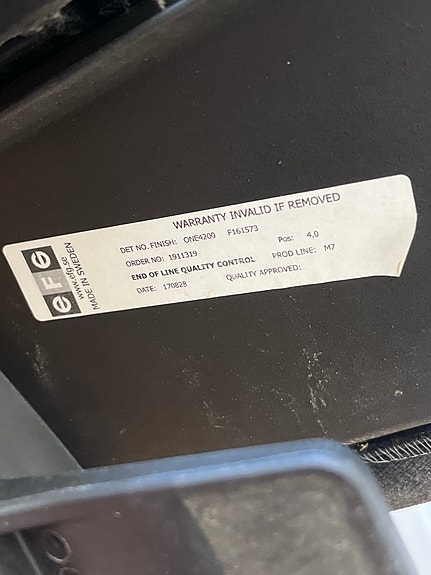 WARRANTY INVALID IF REMOVED
DET NO. FINISH: ONE4200 F161573
ORDER NO: 1911319 Pos: 4,0
END OF LINE QUALITY CONTROL PROD LINE: M7
DATE: 170828 QUALITY APPROVED:
efg
www.efg.se
MADE IN SWEDEN